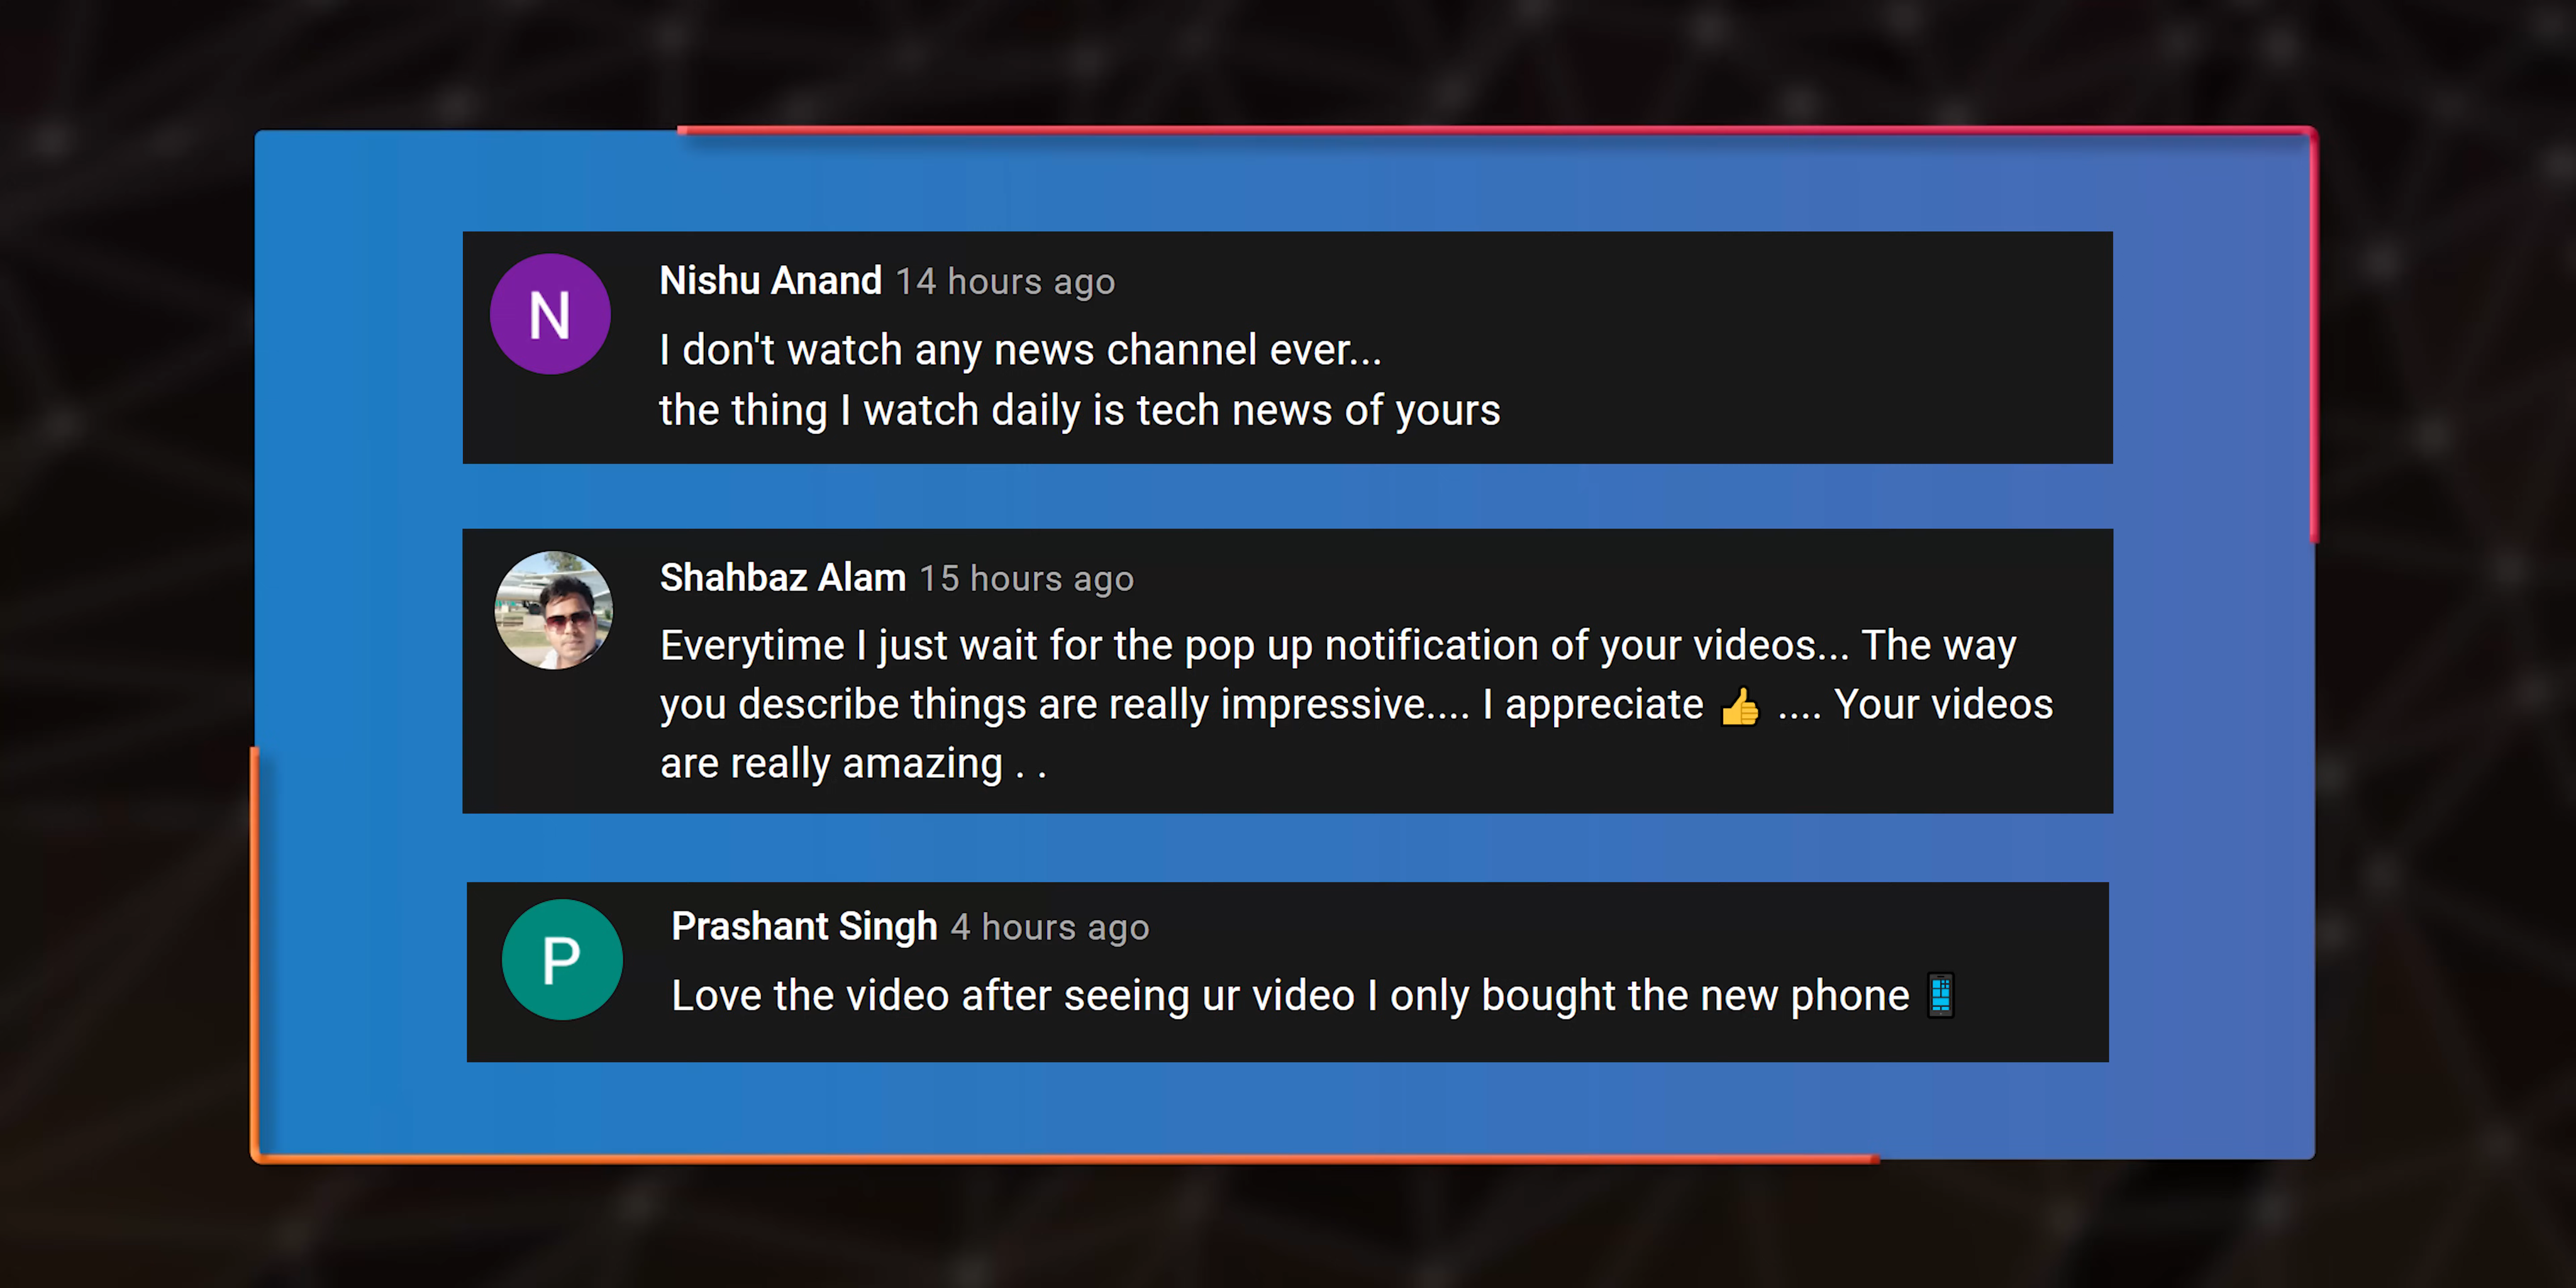 N
Nishu Anand 14 hours ago
I don't watch any news channel ever...
the thing I watch daily is tech news of yours
Shahbaz Alam 15 hours ago
Everytime I just wait for the pop up notification of your videos... The way
you describe things are really impressive.... I appreciate 👍 .... Your videos
are really amazing . .
P
Prashant Singh 4 hours ago
Love the video after seeing ur video I only bought the new phone 📱